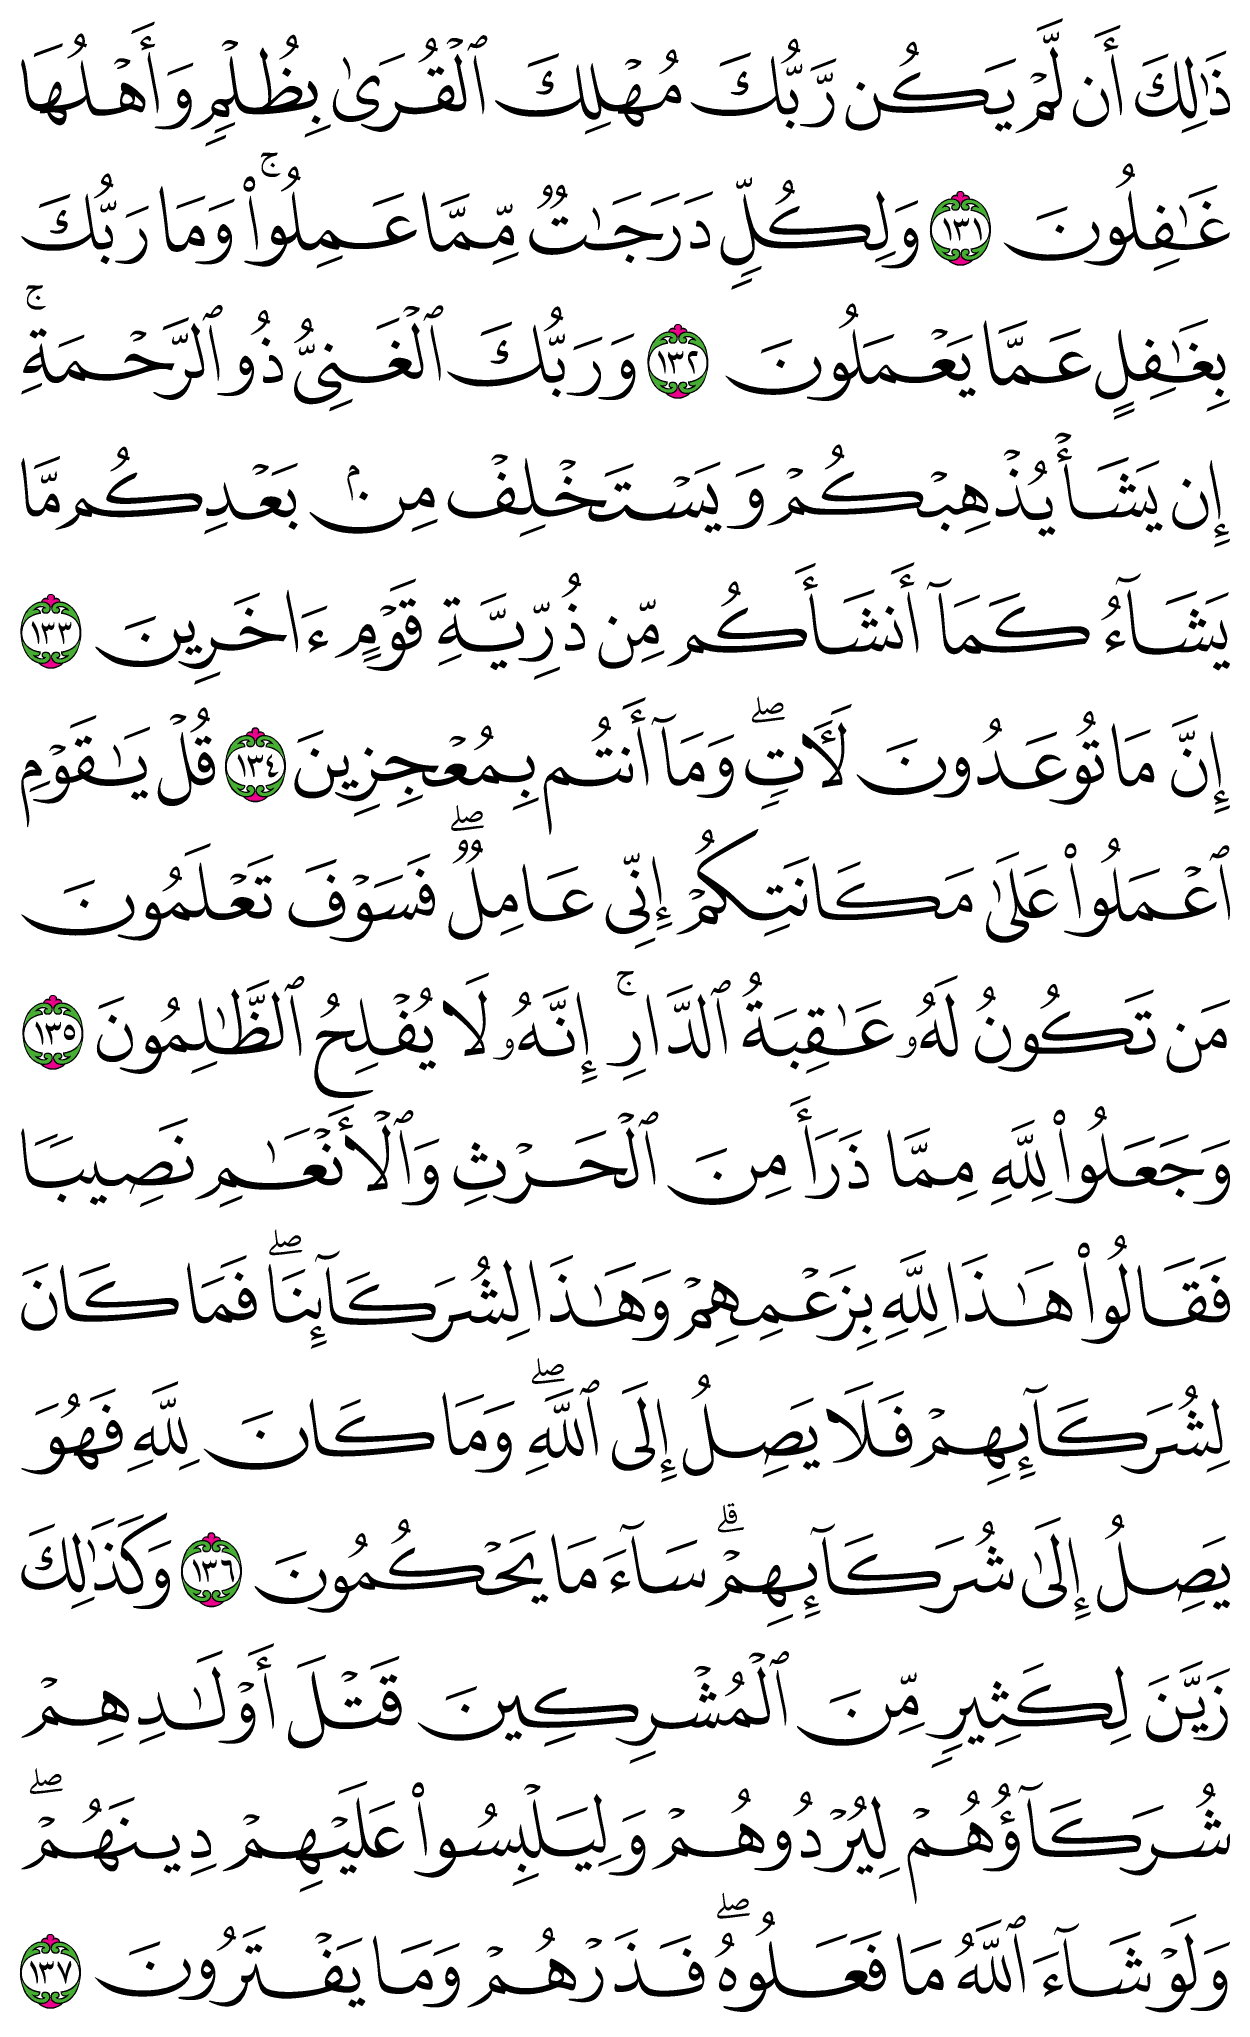 ذَٰلِكَ أَن لَّمْ يَكُن رَّبُّكَ مُهْلِكَ ٱلْقُرَىٰ بِظُلْمٍ وَأَهْلُهَا
غَٰفِلُونَ ١٣١ وَلِكُلٍّ دَرَجَٰتٌ مِّمَّا عَمِلُوا۟ ۚ وَمَا رَبُّكَ
بِغَٰفِلٍ عَمَّا يَعْمَلُونَ ١٣٢ وَرَبُّكَ ٱلْغَنِىُّ ذُو ٱلرَّحْمَةِ ۚ
إِن يَشَأْ يُذْهِبْكُمْ وَيَسْتَخْلِفْ مِنۢ بَعْدِكُم مَّا
يَشَآءُ كَمَآ أَنشَأَكُم مِّن ذُرِّيَّةِ قَوْمٍ ءَاخَرِينَ ١٣٣
إِنَّ مَا تُوعَدُونَ لَـَٔاتٍ ۖ وَمَآ أَنتُم بِمُعْجِزِينَ ١٣٤ قُلْ يَٰقَوْمِ
ٱعْمَلُوا۟ عَلَىٰ مَكَانَتِكُمْ إِنِّى عَامِلٌ ۖ فَسَوْفَ تَعْلَمُونَ
مَن تَكُونُ لَهُۥ عَٰقِبَةُ ٱلدَّارِ ۚ إِنَّهُۥ لَا يُفْلِحُ ٱلظَّٰلِمُونَ ١٣٥
وَجَعَلُوا۟ لِلَّهِ مِمَّا ذَرَأَ مِنَ ٱلْحَرْثِ وَٱلْأَنْعَٰمِ نَصِيبًا
فَقَالُوا۟ هَٰذَا لِلَّهِ بِزَعْمِهِمْ وَهَٰذَا لِشُرَكَآئِنَا ۖ فَمَا كَانَ
لِشُرَكَآئِهِمْ فَلَا يَصِلُ إِلَى ٱللَّهِ ۖ وَمَا كَانَ لِلَّهِ فَهُوَ
يَصِلُ إِلَىٰ شُرَكَآئِهِمْ ۗ سَآءَ مَا يَحْكُمُونَ ١٣٦ وَكَذَٰلِكَ
زَيَّنَ لِكَثِيرٍ مِّنَ ٱلْمُشْرِكِينَ قَتْلَ أَوْلَٰدِهِمْ
شُرَكَآؤُهُمْ لِيُرْدُوهُمْ وَلِيَلْبِسُوا۟ عَلَيْهِمْ دِينَهُمْ ۖ
وَلَوْ شَآءَ ٱللَّهُ مَا فَعَلُوهُ ۖ فَذَرْهُمْ وَمَا يَفْتَرُونَ ١٣٧